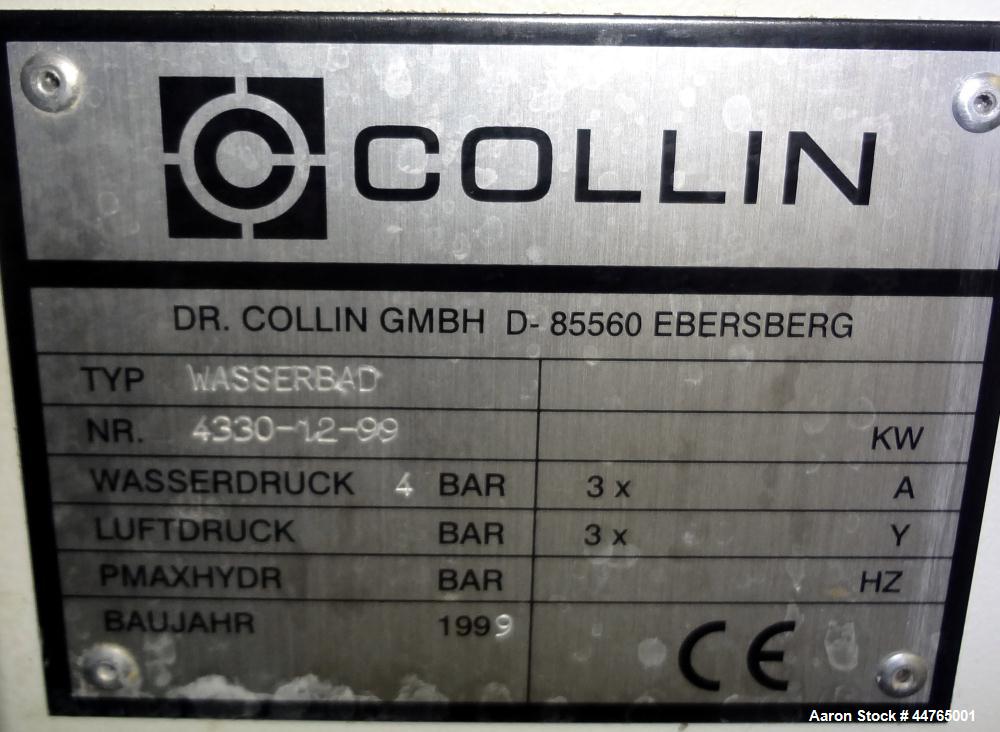 COLLIN
DR. COLLIN GMBH D- 85560 EBERSBERG
TYP WASSERBAD
NR. 4330-12-99 KW
WASSERDRUCK 4 BAR 3 x A
LUFTDRUCK BAR 3 x Y
PMAXHYDR BAR HZ
BAUJAHR 1999
CE
Aaron Stock # 44765001